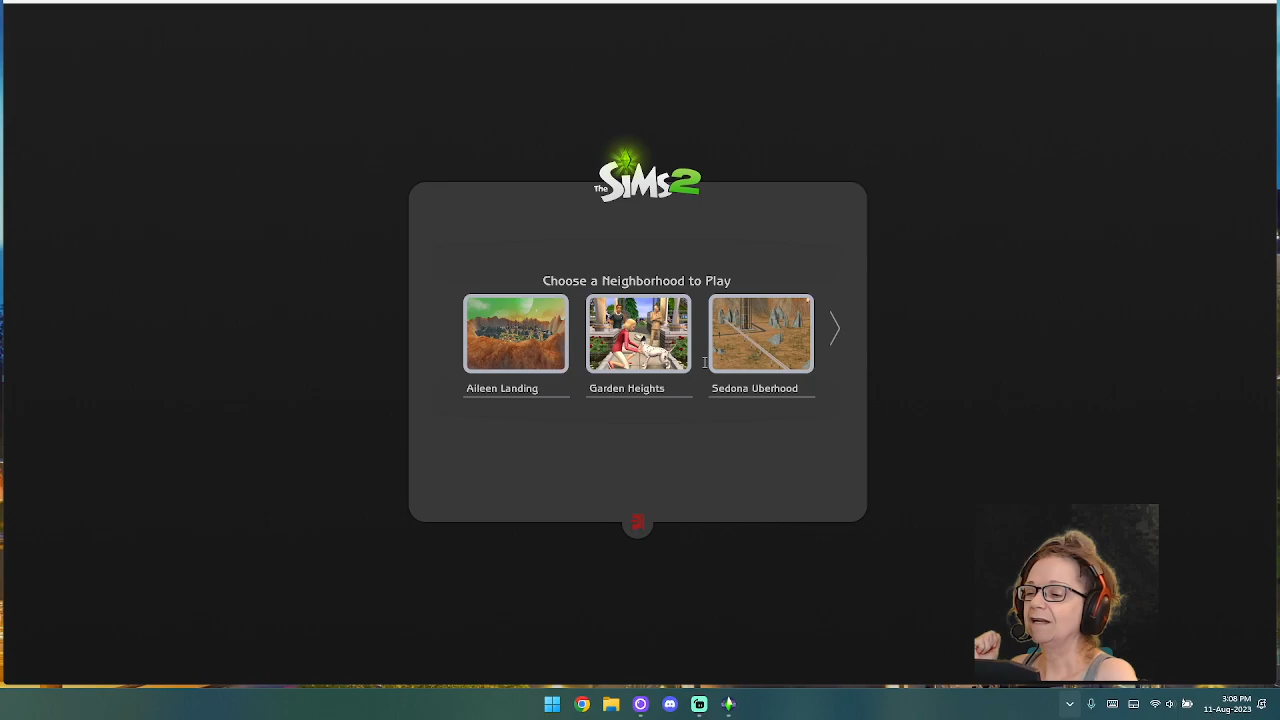 The SiMs 2
Choose a Neighborhood to Play
Aileen Landing
Garden Heights
Sedona Uberhood
3:08 PM
11-Aug-2023